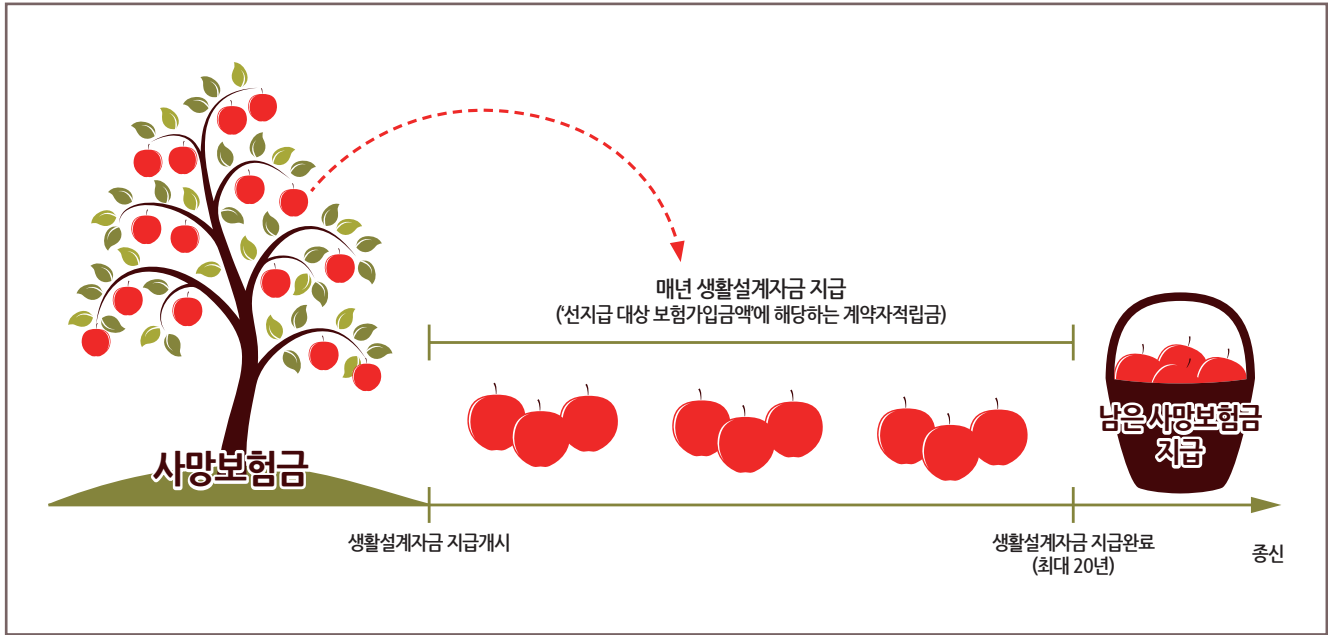 매년 생활설계자금 지급
('선지급 대상 보험가입금액'에 해당하는 계약자적립금)
사망보험금
남은 사망보험금
지급
생활설계자금 지급개시
생활설계자금 지급완료
(최대 20년)
종신